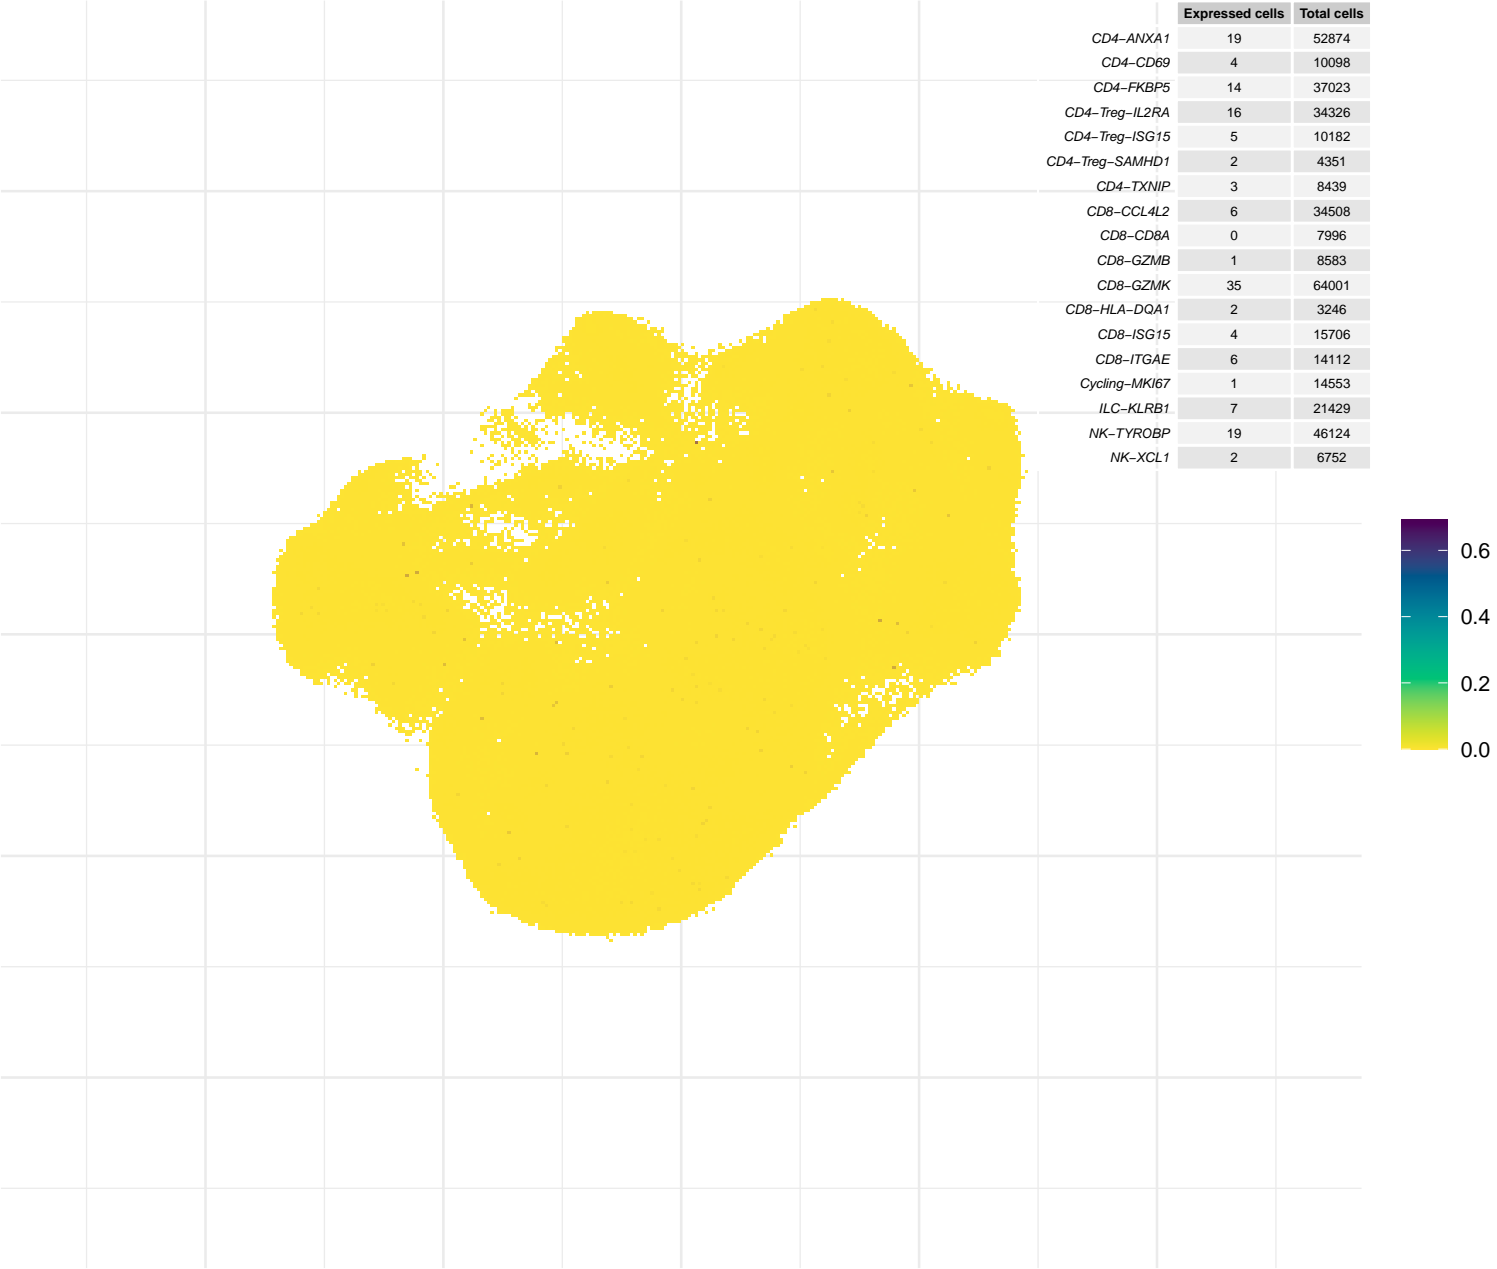 Expressed cells Total cells
CD4−ANXA1 19 52874
CD4−CD69 4 10098
CD4−FKBP5 14 37023
CD4−Treg−IL2RA 16 34326
CD4−Treg−ISG15 5 10182
CD4−Treg−SAMHD1 2 4351
CD4−TXNIP 3 8439
CD8−CCL4L2 6 34508
CD8−CD8A 0 7996
CD8−GZMB 1 8583
CD8−GZMK 35 64001
CD8−HLA−DQA1 2 3246
CD8−ISG15 4 15706
CD8−ITGAE 6 14112
Cycling−MKI67 1 14553
ILC−KLRB1 7 21429
NK−TYROBP 19 46124
NK−XCL1 2 6752
0.6
0.4
0.2
0.0